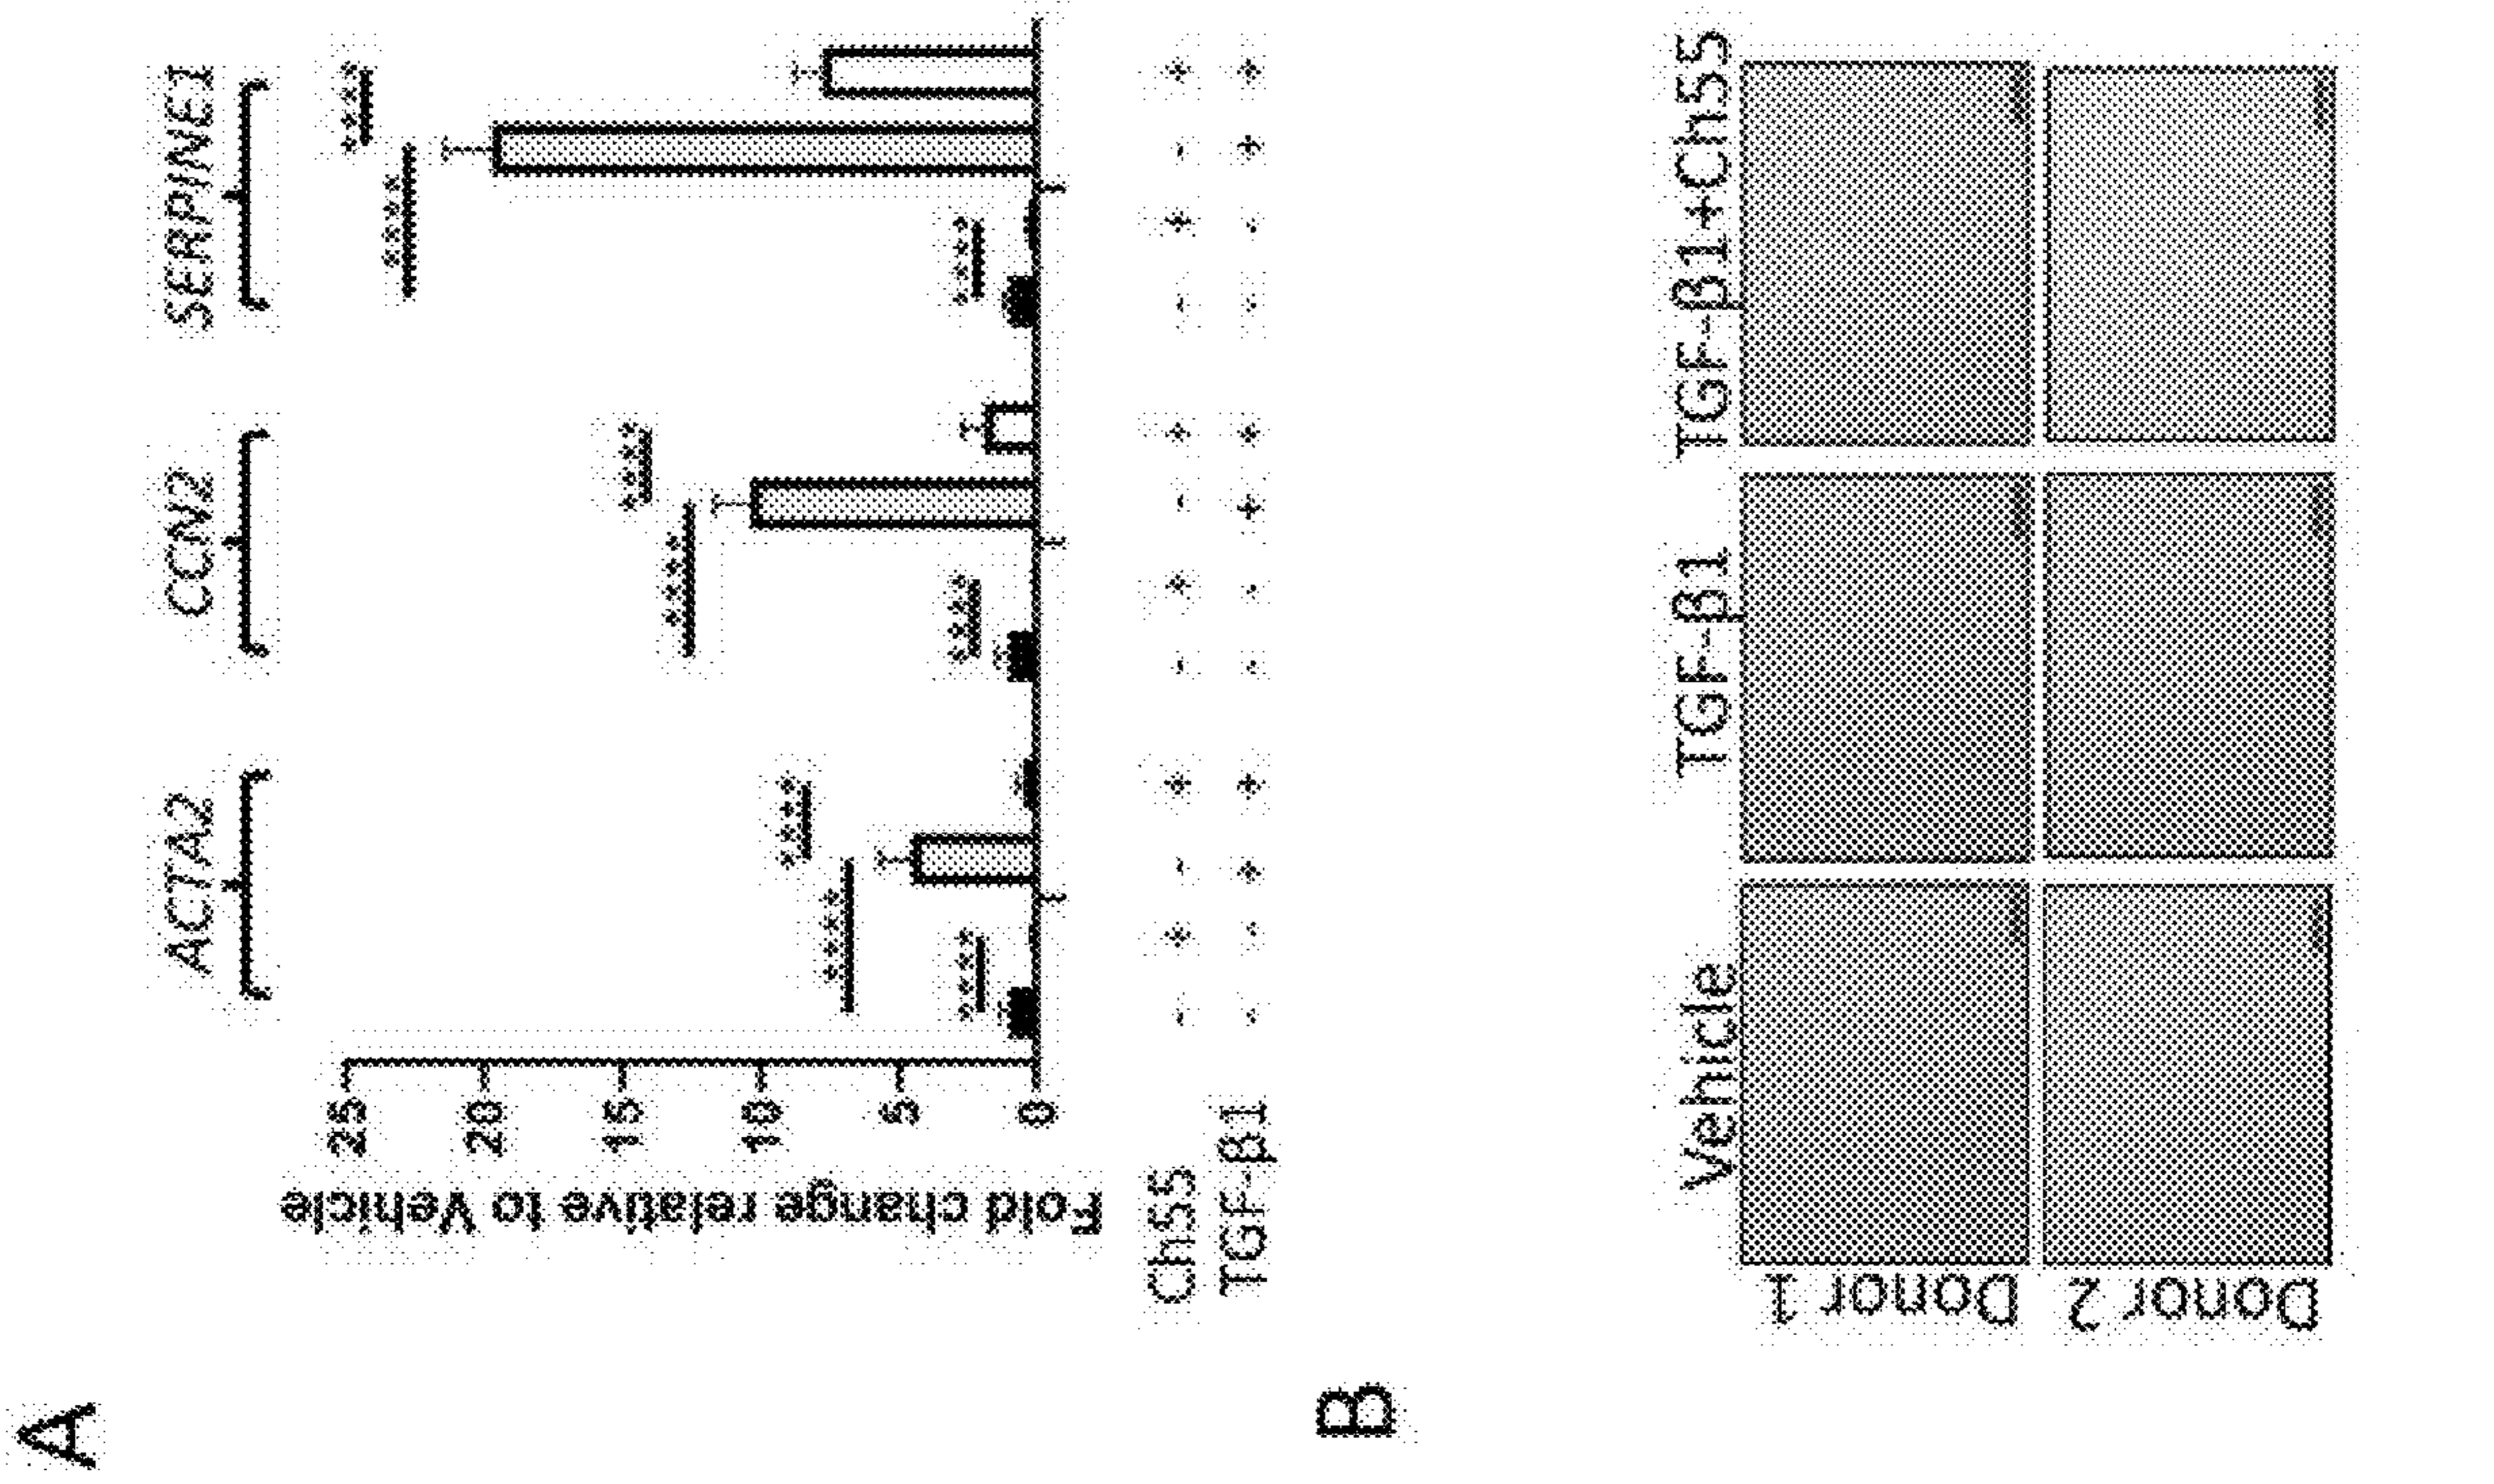 A
ACTA2 CCN2 SERPINE1
Fold change relative to Vehicle
25
20
15
10
5
0
Ch55 - + - + - + - + - + - +
TGF-β1 - - + + - - + + - - + +
B
Vehicle TGF-β1 TGF-β1+Ch55
Donor 1
Donor 2